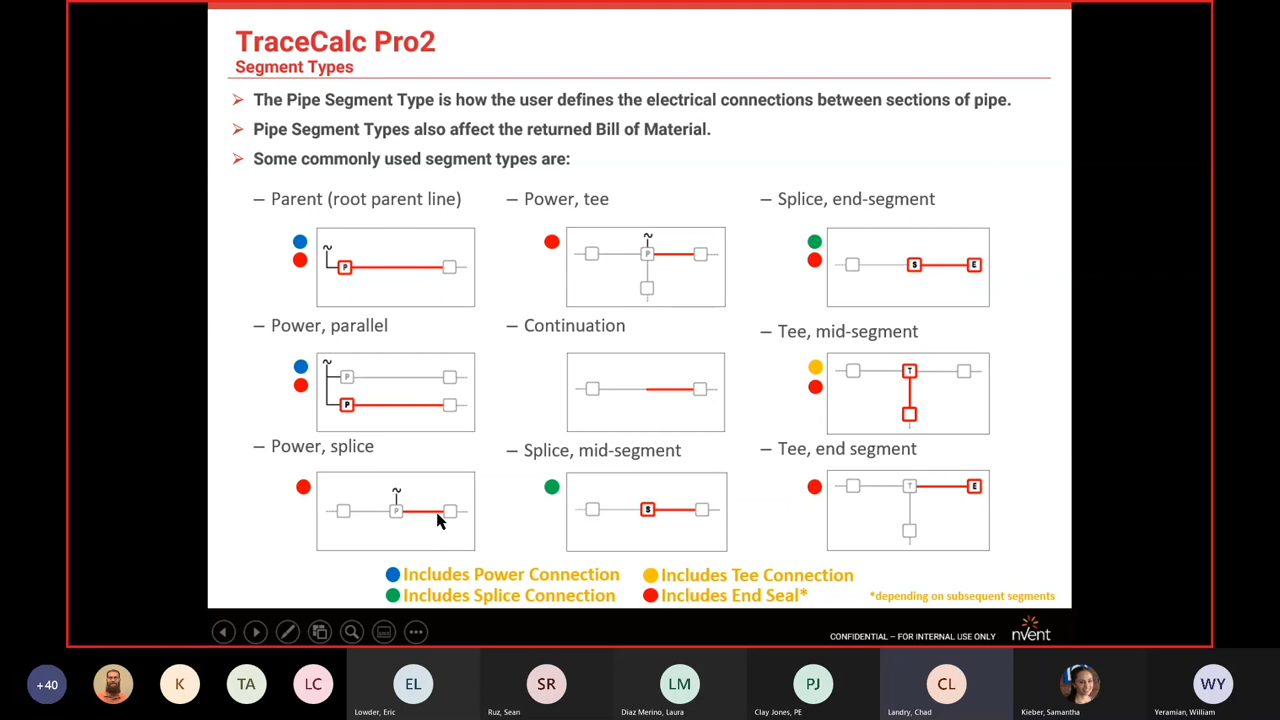 TraceCalc Pro2
Segment Types
The Pipe Segment Type is how the user defines the electrical connections between sections of pipe.
Pipe Segment Types also affect the returned Bill of Material.
Some commonly used segment types are:
– Parent (root parent line)
– Power, tee
– Splice, end-segment
~
P
~
P
S
E
– Power, parallel
– Continuation
– Tee, mid-segment
~
P
P
T
– Power, splice
– Splice, mid-segment
– Tee, end segment
~
P
S
T
E
Includes Power Connection
Includes Tee Connection
Includes Splice Connection
Includes End Seal*
*depending on subsequent segments
CONFIDENTIAL – FOR INTERNAL USE ONLY
nVent
+40
K
TA
LC
EL
SR
LM
PJ
CL
WY
Lowder, Eric
Ruz, Sean
Diaz Merino, Laura
Clay Jones, PE
Landry, Chad
Kieber, Samantha
Yeramian, William